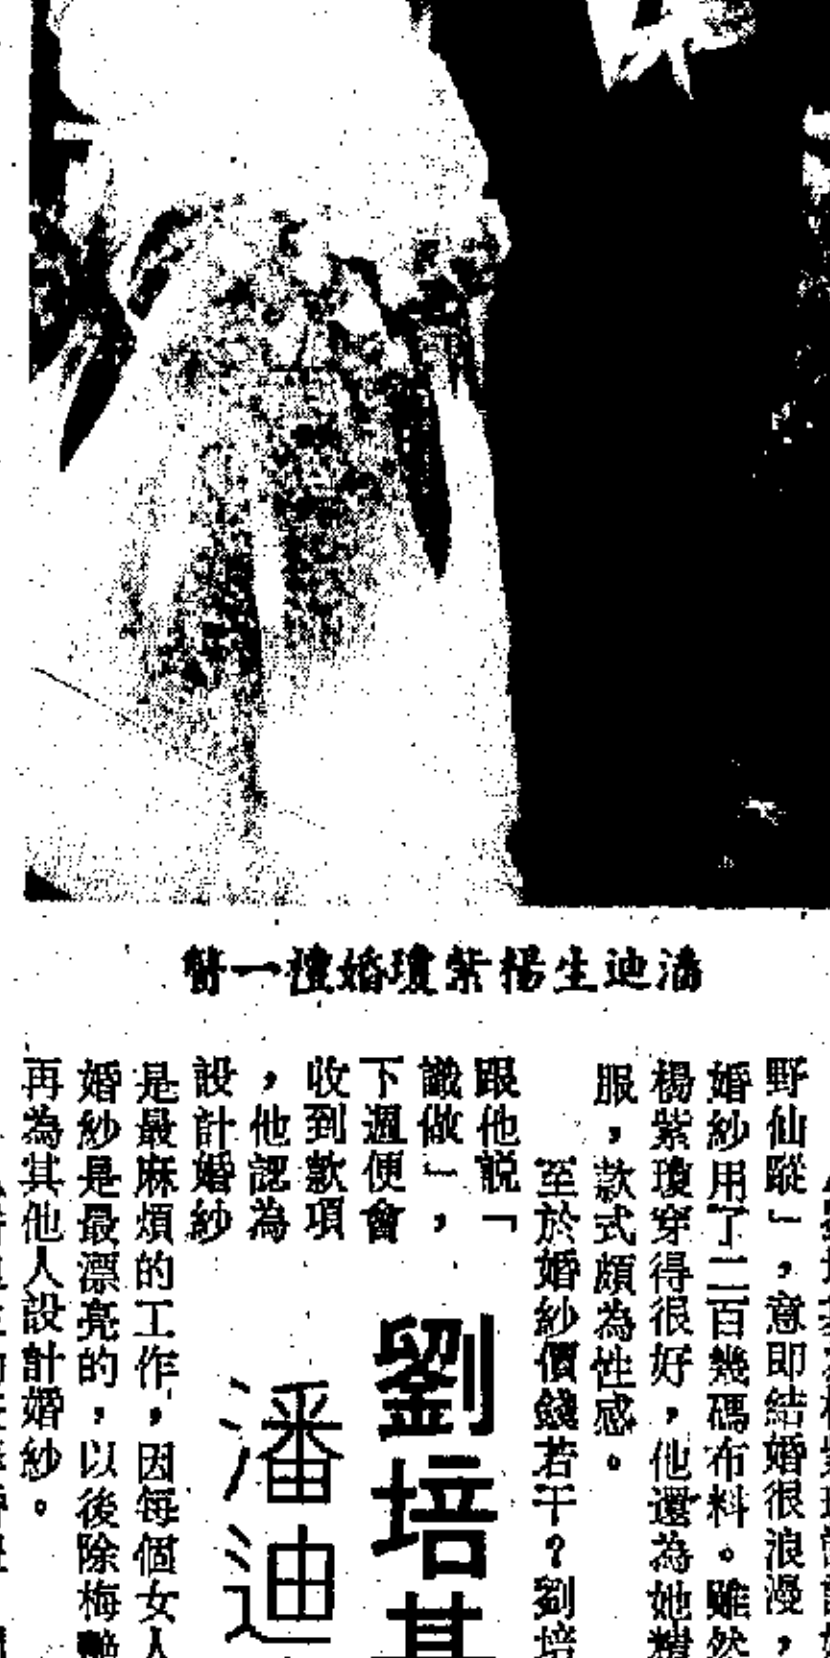 潘迪生楊紫瓊婚禮一瞥
野仙蹤」，意即結婚很浪漫，
婚紗用了二百幾碼布料。雖然
楊紫瓊穿得很好，他還為她精
服，款式頗為性感。
至於婚紗價錢若干？劉培
跟他説「
識做」，
下週便會
收到款項
，他認為
設計婚紗
劉培基
潘迪
是最麻煩的工作，因每個女人
婚紗是最漂亮的，以後除梅艷
再為其他人設計婚紗。